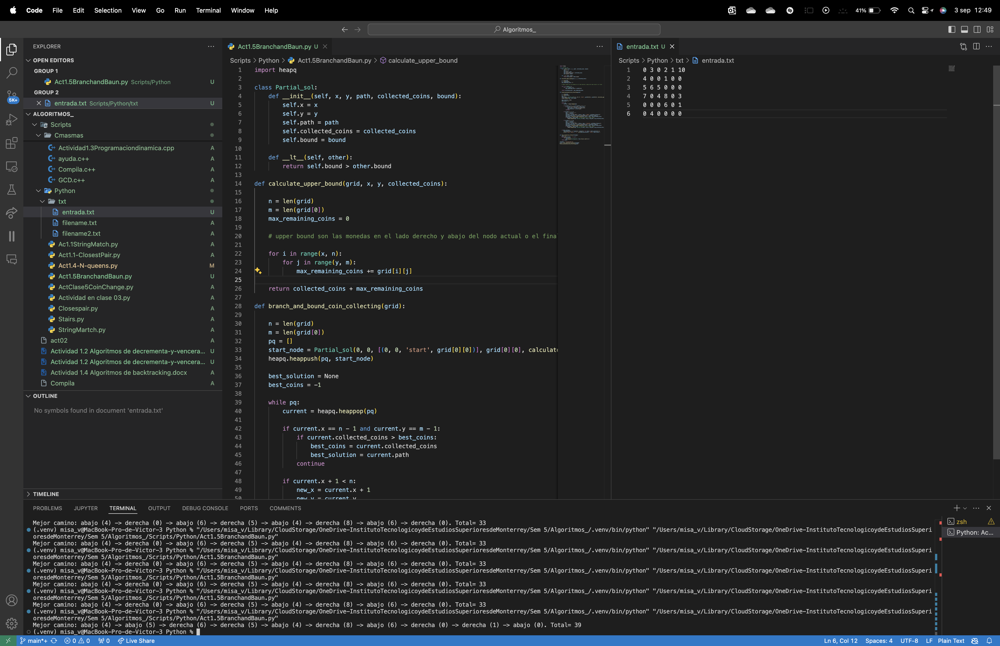 Code File Edit Selection View Go Run Terminal Window Help
41% 3 sep 12:49
Algoritmos_
EXPLORER
OPEN EDITORS
GROUP 1
Act1.5BranchandBaun.py Scripts/Python U
GROUP 2
entrada.txt Scripts/Python/txt U
ALGORITMOS_
Scripts
Cmasmas
Actividad1.3Programaciondinamica.cpp A
ayuda.c++ A
Compila.c++ A
GCD.c++ A
Python
txt
entrada.txt U
filename.txt A
filename2.txt A
Ac1.1StringMatch.py A
Act1.1-ClosestPair.py A
Act1.4-N-queens.py M
Act1.5BranchandBaun.py U
ActClase5CoinChange.py A
Actividad en clase 03.py A
Closespair.py A
Stairs.py A
StringMartch.py A
act02 A
Actividad 1.2 Algoritmos de decrementa-y-vencera... U
Actividad 1.2 Algoritmos de decrementa-y-vencera... U
Actividad 1.4 Algoritmos de backtracking.docx A
Compila A
OUTLINE
No symbols found in document 'entrada.txt'
TIMELINE
5K+
Act1.5BranchandBaun.py U
Scripts > Python > Act1.5BranchandBaun.py > calculate_upper_bound
1 import heapq
2
3 class Partial_sol:
4 def __init__(self, x, y, path, collected_coins, bound):
5 self.x = x
6 self.y = y
7 self.path = path
8 self.collected_coins = collected_coins
9 self.bound = bound
10
11 def __lt__(self, other):
12 return self.bound > other.bound
13
14 def calculate_upper_bound(grid, x, y, collected_coins):
15
16 n = len(grid)
17 m = len(grid[0])
18 max_remaining_coins = 0
19
20 # upper bound son las monedas en el lado derecho y abajo del nodo actual o el fina
21
22 for i in range(x, n):
23 for j in range(y, m):
24 max_remaining_coins += grid[i][j]
25
26 return collected_coins + max_remaining_coins
27
28 def branch_and_bound_coin_collecting(grid):
29
30 n = len(grid)
31 m = len(grid[0])
32 pq = []
33 start_node = Partial_sol(0, 0, [(0, 0, 'start', grid[0][0])], grid[0][0], calculate
34 heapq.heappush(pq, start_node)
35
36 best_solution = None
37 best_coins = -1
38
39 while pq:
40 current = heapq.heappop(pq)
41
42 if current.x == n - 1 and current.y == m - 1:
43 if current.collected_coins > best_coins:
44 best_coins = current.collected_coins
45 best_solution = current.path
46 continue
47
48 if current.x + 1 < n:
49 new_x = current.x + 1
50 new_y = current.y
entrada.txt U
Scripts > Python > txt > entrada.txt
1 0 3 0 2 1 10
2 4 0 0 1 0 0
3 5 6 5 0 0 0
4 7 0 4 8 0 3
5 0 0 0 6 0 1
6 0 4 0 0 0 0
PROBLEMS JUPYTER TERMINAL OUTPUT DEBUG CONSOLE PORTS COMMENTS
Mejor camino: abajo (4) -> derecha (0) -> abajo (6) -> derecha (5) -> abajo (4) -> derecha (8) -> abajo (6) -> derecha (0). Total= 33
(.venv) misa_v@MacBook-Pro-de-Victor-3 Python % "/Users/misa_v/Library/CloudStorage/OneDrive-InstitutoTecnologicoydeEstudiosSuperioresdeMonterrey/Sem 5/Algoritmos_/.venv/bin/python" "/Users/misa_v/Library/CloudStorage/OneDrive-InstitutoTecnologicoydeEstudiosSuperi
oresdeMonterrey/Sem 5/Algoritmos_/Scripts/Python/Act1.5BranchandBaun.py"
Mejor camino: abajo (4) -> derecha (0) -> abajo (6) -> derecha (5) -> abajo (4) -> derecha (8) -> abajo (6) -> derecha (0). Total= 33
(.venv) misa_v@MacBook-Pro-de-Victor-3 Python % "/Users/misa_v/Library/CloudStorage/OneDrive-InstitutoTecnologicoydeEstudiosSuperioresdeMonterrey/Sem 5/Algoritmos_/.venv/bin/python" "/Users/misa_v/Library/CloudStorage/OneDrive-InstitutoTecnologicoydeEstudiosSuperi
oresdeMonterrey/Sem 5/Algoritmos_/Scripts/Python/Act1.5BranchandBaun.py"
Mejor camino: abajo (4) -> derecha (0) -> abajo (6) -> derecha (5) -> abajo (4) -> derecha (8) -> abajo (6) -> derecha (0). Total= 33
(.venv) misa_v@MacBook-Pro-de-Victor-3 Python % "/Users/misa_v/Library/CloudStorage/OneDrive-InstitutoTecnologicoydeEstudiosSuperioresdeMonterrey/Sem 5/Algoritmos_/.venv/bin/python" "/Users/misa_v/Library/CloudStorage/OneDrive-InstitutoTecnologicoydeEstudiosSuperi
oresdeMonterrey/Sem 5/Algoritmos_/Scripts/Python/Act1.5BranchandBaun.py"
Mejor camino: abajo (4) -> derecha (0) -> abajo (6) -> derecha (5) -> abajo (4) -> derecha (8) -> abajo (6) -> derecha (0). Total= 33
(.venv) misa_v@MacBook-Pro-de-Victor-3 Python % "/Users/misa_v/Library/CloudStorage/OneDrive-InstitutoTecnologicoydeEstudiosSuperioresdeMonterrey/Sem 5/Algoritmos_/.venv/bin/python" "/Users/misa_v/Library/CloudStorage/OneDrive-InstitutoTecnologicoydeEstudiosSuperi
oresdeMonterrey/Sem 5/Algoritmos_/Scripts/Python/Act1.5BranchandBaun.py"
Mejor camino: abajo (4) -> derecha (0) -> abajo (6) -> derecha (5) -> abajo (4) -> derecha (8) -> abajo (6) -> derecha (0). Total= 33
(.venv) misa_v@MacBook-Pro-de-Victor-3 Python % "/Users/misa_v/Library/CloudStorage/OneDrive-InstitutoTecnologicoydeEstudiosSuperioresdeMonterrey/Sem 5/Algoritmos_/.venv/bin/python" "/Users/misa_v/Library/CloudStorage/OneDrive-InstitutoTecnologicoydeEstudiosSuperi
oresdeMonterrey/Sem 5/Algoritmos_/Scripts/Python/Act1.5BranchandBaun.py"
Mejor camino: abajo (4) -> abajo (5) -> derecha (6) -> derecha (5) -> abajo (4) -> derecha (8) -> abajo (6) -> derecha (0) -> derecha (1) -> abajo (0). Total= 39
(.venv) misa_v@MacBook-Pro-de-Victor-3 Python %
zsh
Python: Ac...
main*+ 0 0 0 Live Share
Ln 6, Col 12 Spaces: 4 UTF-8 LF Plain Text